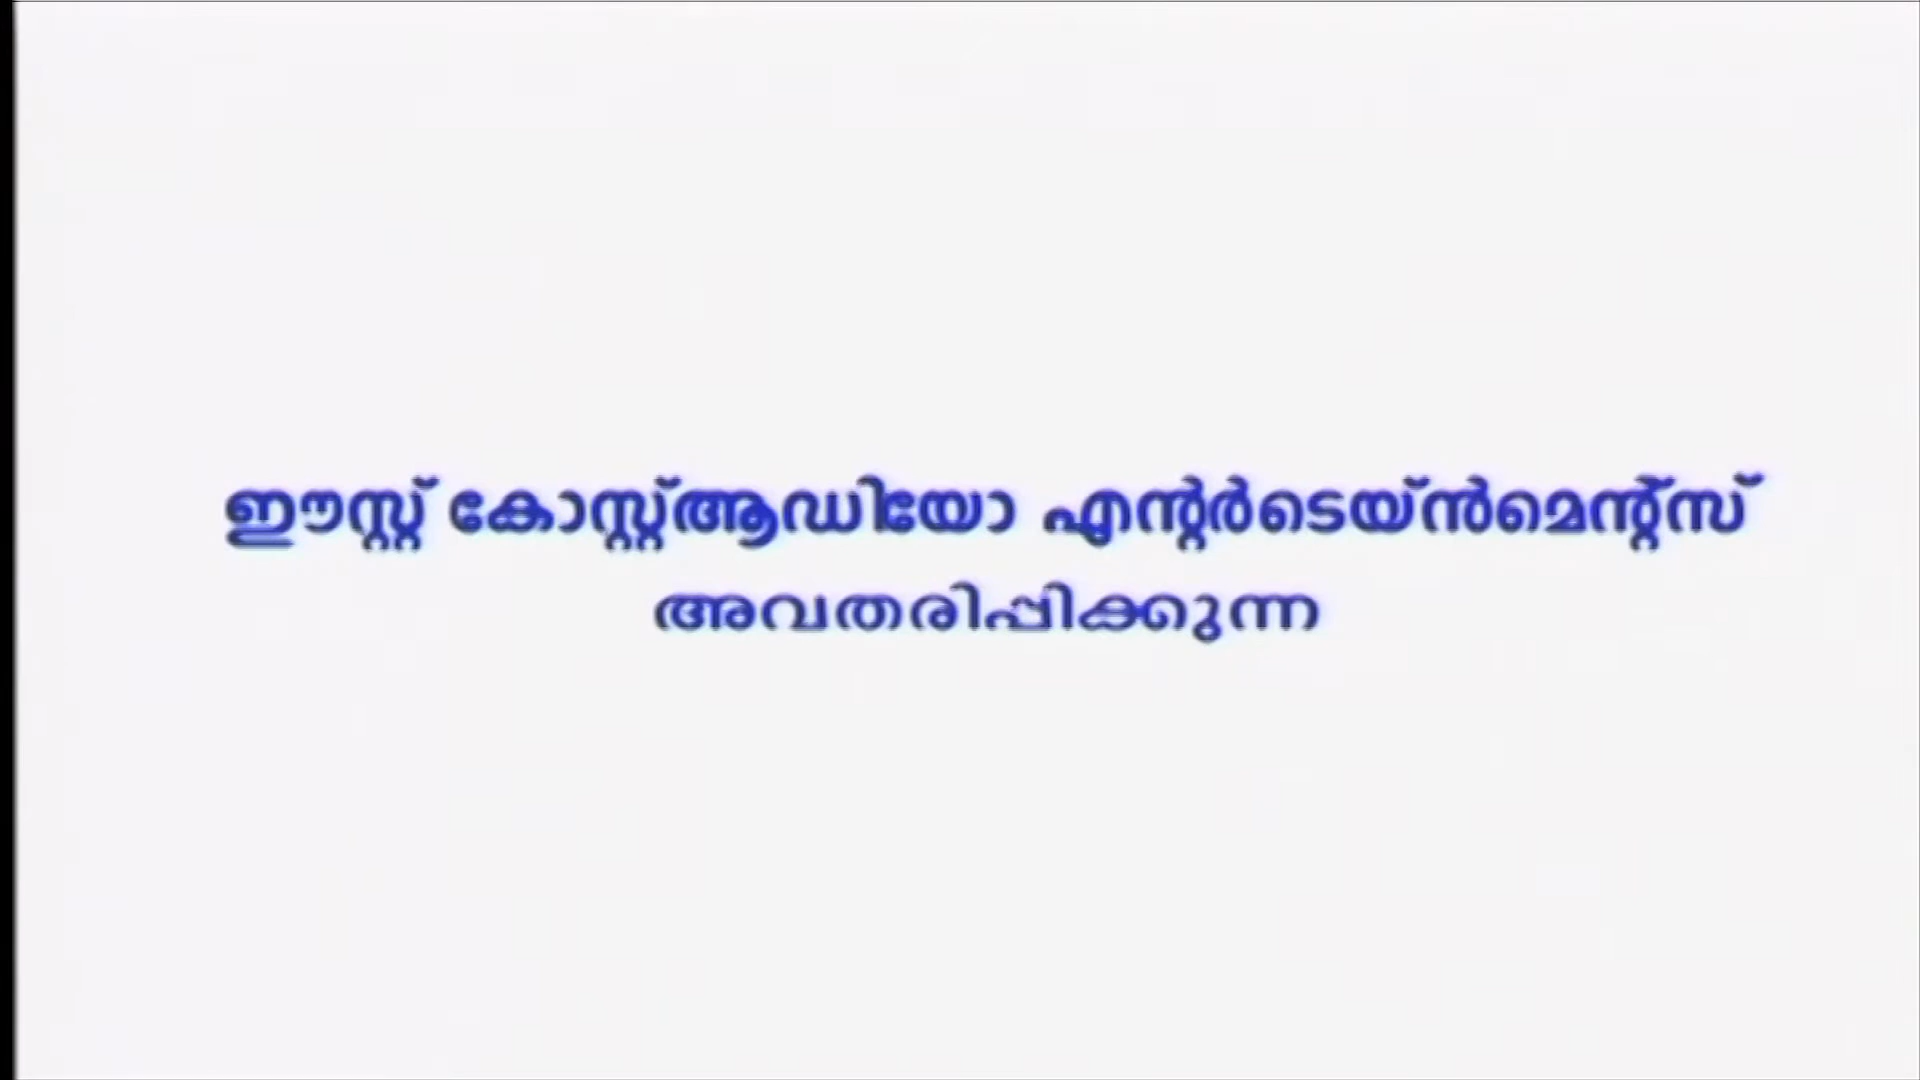 ഈസ്റ്റ് കോസ്റ്റ്ആഡിയോ എന്റർടെയ്ൻമെന്റ്സ്
അവതരിപ്പിക്കുന്ന